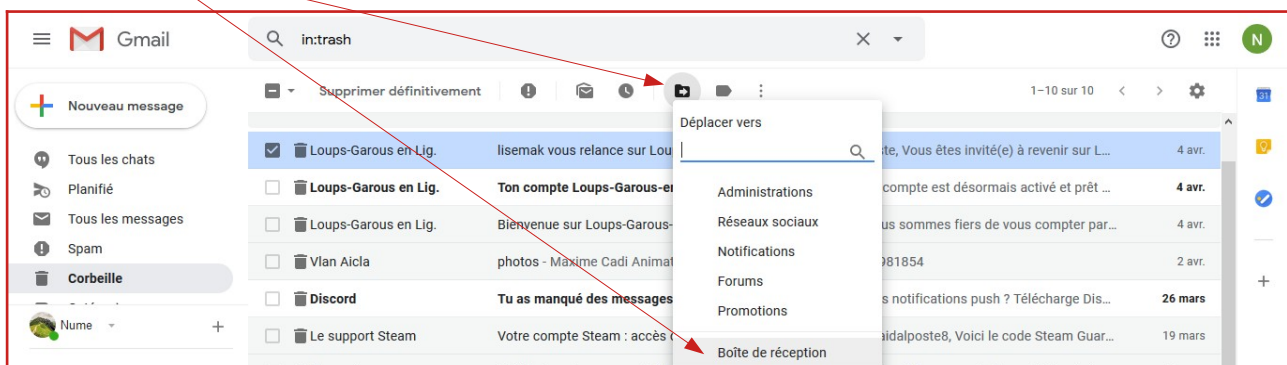 Gmail
in:trash
N
Nouveau message
Supprimer définitivement
1–10 sur 10
31
Déplacer vers
Tous les chats
Planifié
Tous les messages
Spam
Corbeille
Nume
Loups-Garous en Lig. lisemak vous relance sur Lou te, Vous êtes invité(e) à revenir sur L... 4 avr.
Loups-Garous en Lig. Ton compte Loups-Garous-e compte est désormais activé et prêt ... 4 avr.
Loups-Garous en Lig. Bienvenue sur Loups-Garous- us sommes fiers de vous compter par... 4 avr.
Vlan Aicla photos - Maxime Cadi Animat 981854 2 avr.
Discord Tu as manqué des messages s notifications push ? Télécharge Dis... 26 mars
Le support Steam Votre compte Steam : accès aidalposte8, Voici le code Steam Guar... 19 mars
Administrations
Réseaux sociaux
Notifications
Forums
Promotions
Boîte de réception